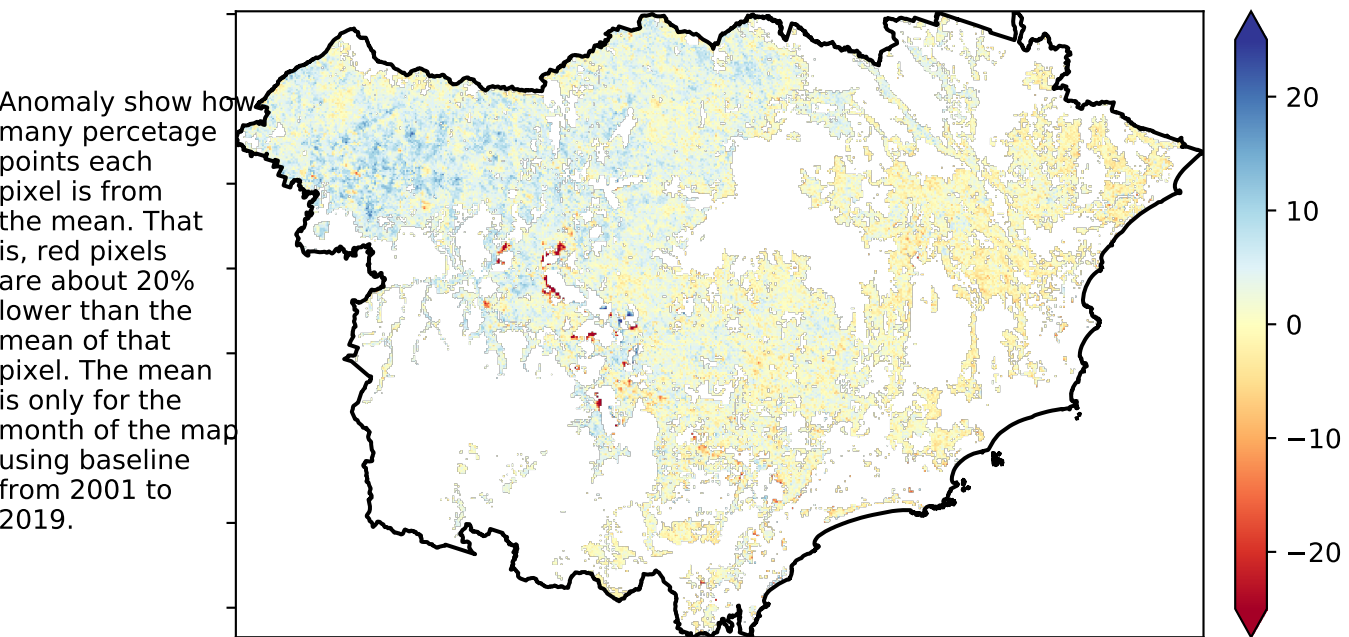 Anomaly show how
many percetage
points each
pixel is from
the mean. That
is, red pixels
are about 20%
lower than the
mean of that
pixel. The mean
is only for the
month of the map
using baseline
from 2001 to
2019.
20
10
0
−10
−20